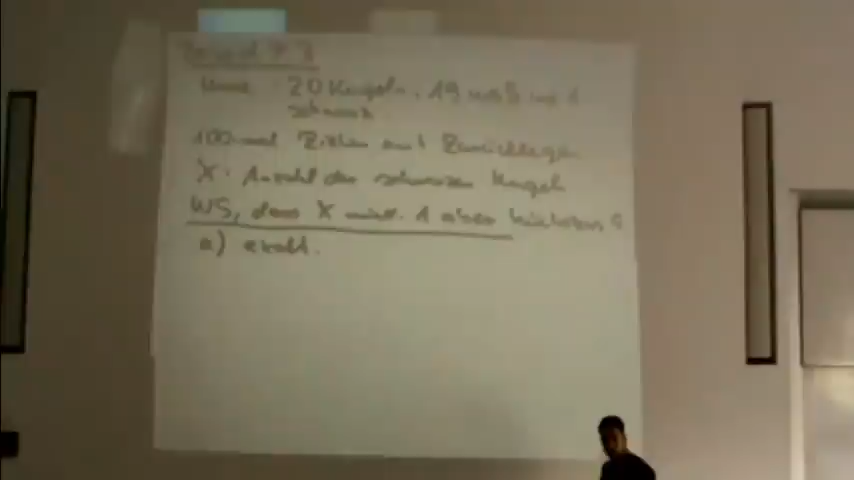 Urne : 20 Kugeln, 19 weiß und 1
schwarz
100-mal Ziehen mit Zurücklegen
X: Anzahl der schwarzen Kugeln
WS, dass X mind. 1 aber höchstens 9
a) exakt.